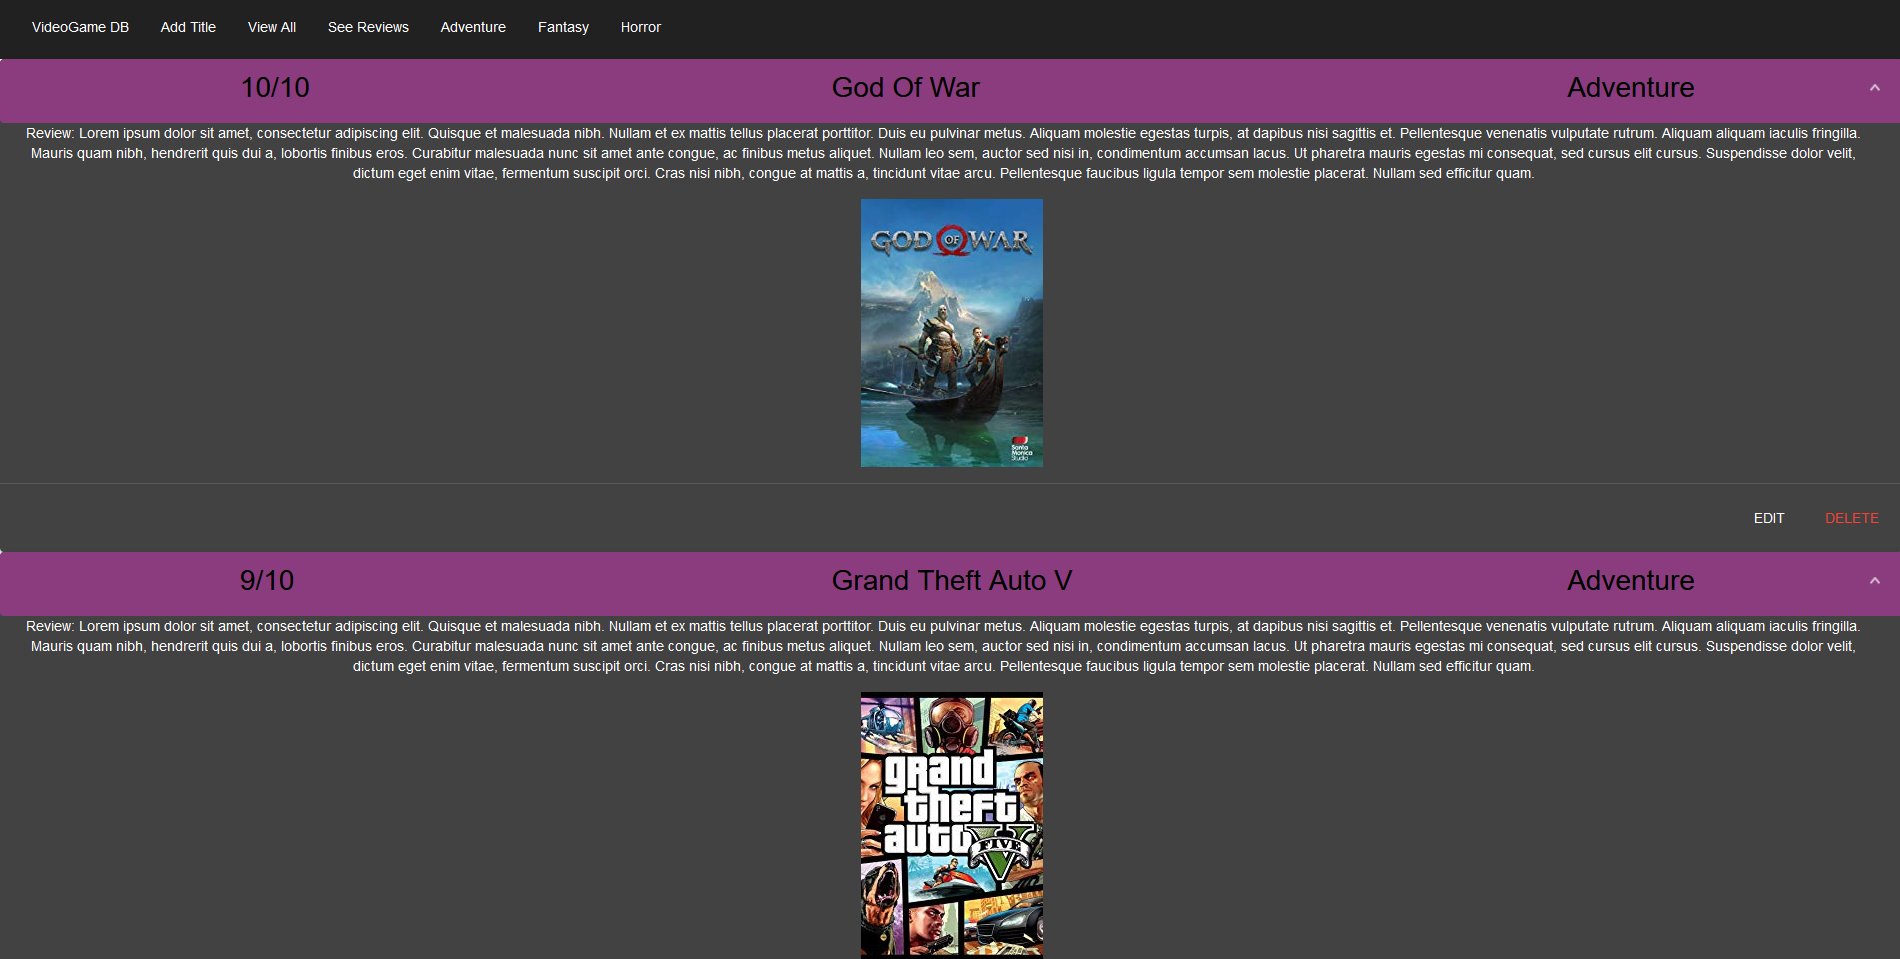 VideoGame DB Add Title View All See Reviews Adventure Fantasy Horror
10/10 God Of War Adventure
Review: Lorem ipsum dolor sit amet, consectetur adipiscing elit. Quisque et malesuada nibh. Nullam et ex mattis tellus placerat porttitor. Duis eu pulvinar metus. Aliquam molestie egestas turpis, at dapibus nisi sagittis et. Pellentesque venenatis vulputate rutrum. Aliquam aliquam iaculis fringilla.
Mauris quam nibh, hendrerit quis dui a, lobortis finibus eros. Curabitur malesuada nunc sit amet ante congue, ac finibus metus aliquet. Nullam leo sem, auctor sed nisi in, condimentum accumsan lacus. Ut pharetra mauris egestas mi consequat, sed cursus elit cursus. Suspendisse dolor velit,
dictum eget enim vitae, fermentum suscipit orci. Cras nisi nibh, congue at mattis a, tincidunt vitae arcu. Pellentesque faucibus ligula tempor sem molestie placerat. Nullam sed efficitur quam.
GOD OF WAR
Santa
Monica
Studio
EDIT DELETE
9/10 Grand Theft Auto V Adventure
Review: Lorem ipsum dolor sit amet, consectetur adipiscing elit. Quisque et malesuada nibh. Nullam et ex mattis tellus placerat porttitor. Duis eu pulvinar metus. Aliquam molestie egestas turpis, at dapibus nisi sagittis et. Pellentesque venenatis vulputate rutrum. Aliquam aliquam iaculis fringilla.
Mauris quam nibh, hendrerit quis dui a, lobortis finibus eros. Curabitur malesuada nunc sit amet ante congue, ac finibus metus aliquet. Nullam leo sem, auctor sed nisi in, condimentum accumsan lacus. Ut pharetra mauris egestas mi consequat, sed cursus elit cursus. Suspendisse dolor velit,
dictum eget enim vitae, fermentum suscipit orci. Cras nisi nibh, congue at mattis a, tincidunt vitae arcu. Pellentesque faucibus ligula tempor sem molestie placerat. Nullam sed efficitur quam.
grand
theft
auto V
FIVE